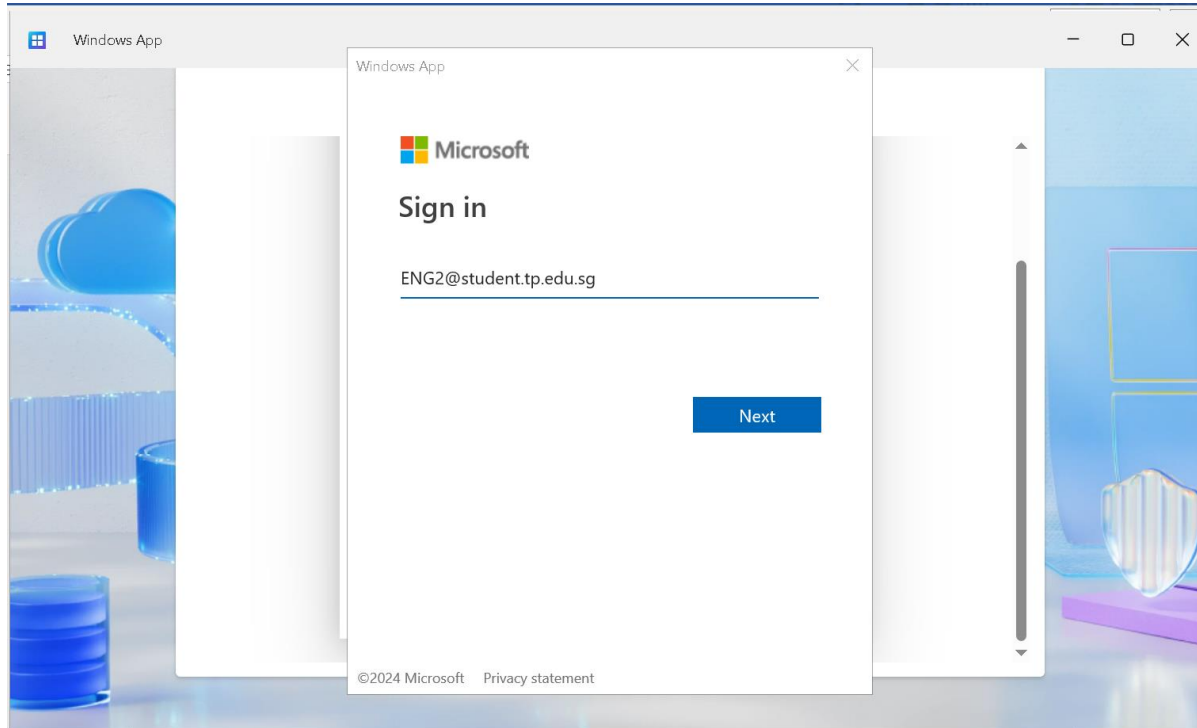 Windows App
Windows App
Microsoft
Sign in
ENG2@student.tp.edu.sg
Next
©2024 Microsoft Privacy statement